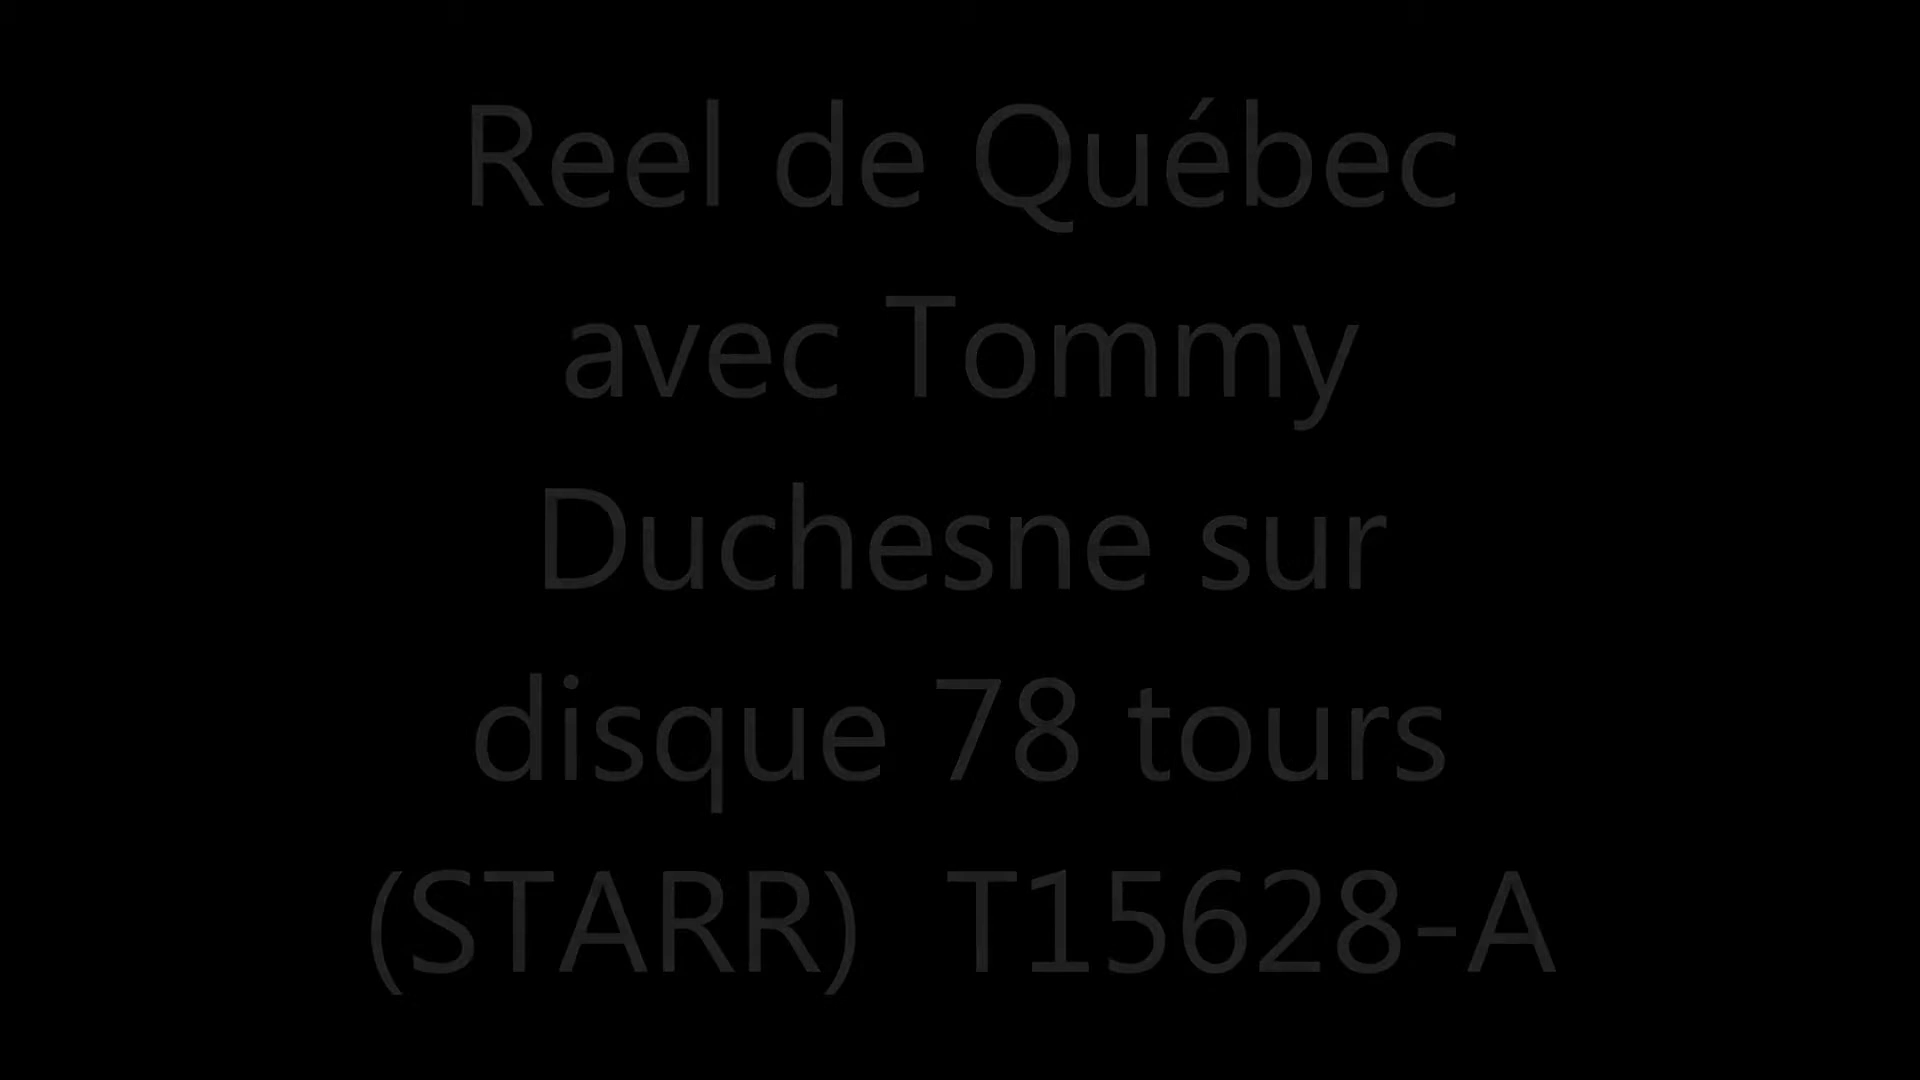 Reel de Québec
avec Tommy
Duchesne sur
disque 78 tours
(STARR)  T15628-A